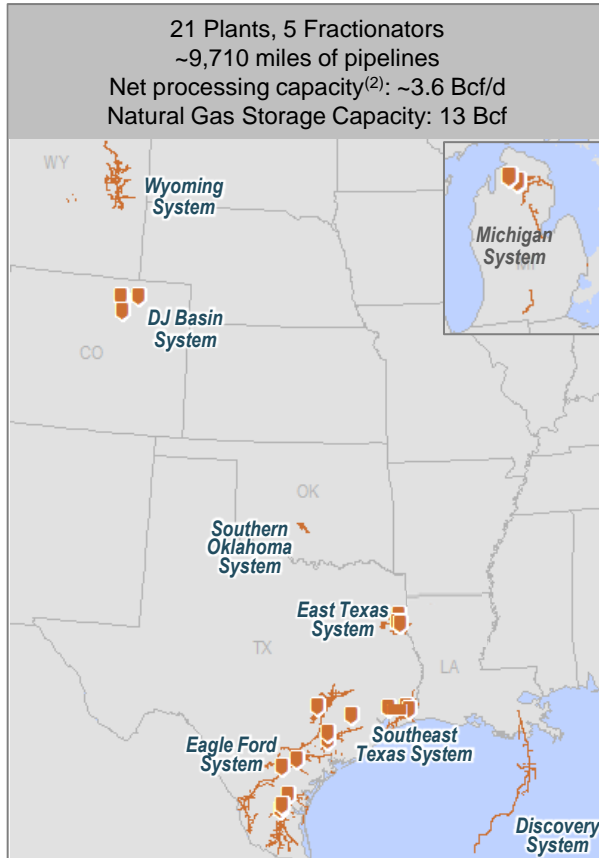 21 Plants, 5 Fractionators
~9,710 miles of pipelines
Net processing capacity(2): ~3.6 Bcf/d
Natural Gas Storage Capacity: 13 Bcf
WY
Wyoming
System
Michigan
System
MI
DJ Basin
System
CO
OK
Southern
Oklahoma
System
East Texas
System
TX
LA
Eagle Ford
System
Southeast
Texas System
Discovery
System